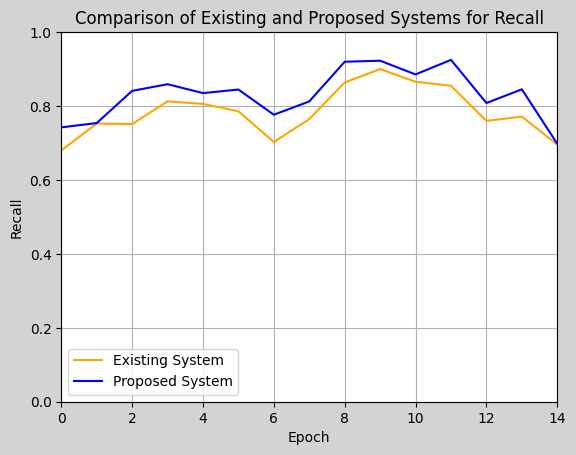 Comparison of Existing and Proposed Systems for Recall
1.0
0.8
0.6
0.4
0.2
0.0
Recall
Existing System
Proposed System
0 2 4 6 8 10 12 14
Epoch